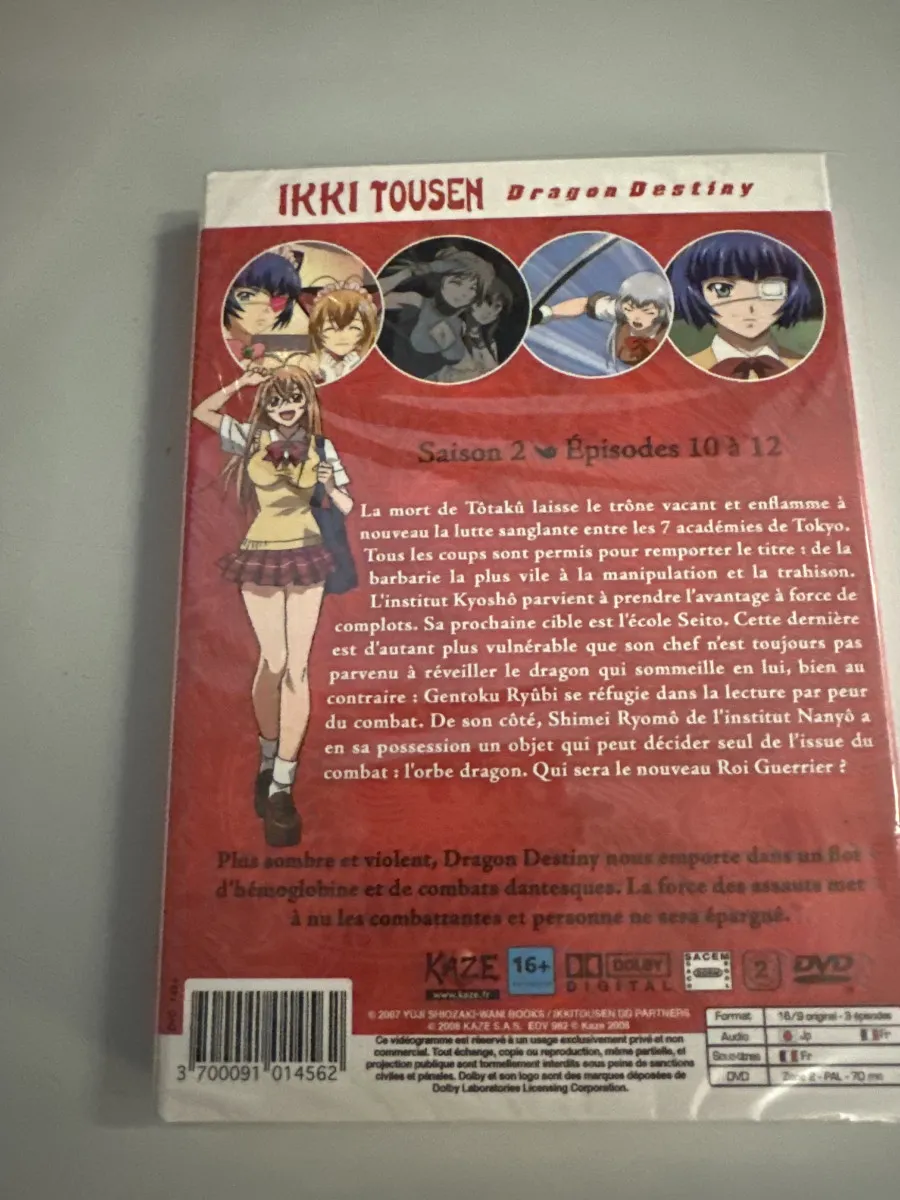 IKKI TOUSEN Dragon Destiny
Saison 2 Épisodes 10 à 12
La mort de Tôtakû laisse le trône vacant et enflamme à
nouveau la lutte sanglante entre les 7 académies de Tokyo.
Tous les coups sont permis pour remporter le titre : de la
barbarie la plus vile à la manipulation et la trahison.
L'institut Kyoshô parvient à prendre l'avantage à force de
complots. Sa prochaine cible est l'école Seito. Cette dernière
est d'autant plus vulnérable que son chef n'est toujours pas
parvenu à réveiller le dragon qui sommeille en lui, bien au
contraire : Gentoku Ryûbi se réfugie dans la lecture par peur
du combat. De son côté, Shimei Ryomô de l'institut Nanyô a
en sa possession un objet qui peut décider seul de l'issue du
combat : l'orbe dragon. Qui sera le nouveau Roi Guerrier ?
Plus sombre et violent, Dragon Destiny nous emporte dans un flot
d'hémoglobine et de combats dantesques. La force des assauts met
à nu les combattantes et personne ne sera épargné.
KAZE 16+ DOLBY SACEM 2 DVD
www.kaze.fr DIGITAL
© 2007 YUJI SHIOZAKI-WANI BOOKS / IKKITOUSEN DG PARTNERS
© 2008 KAZE S.A.S. EDV 982 © Kaze 2008
Ce vidéogramme est réservé à un usage exclusivement privé et non
commercial. Tout échange, copie ou reproduction, même partielle, et
projection publique sont formellement interdits sous peine de sanctions
civiles et pénales. Dolby et son logo sont des marques déposées de
Dolby Laboratories Licensing Corporation.
Format 16/9 original - 3 épisodes
Audio Jp Fr
Sous-titres Fr
DVD Zone 2 - PAL - 70 mn
3 700091 014562